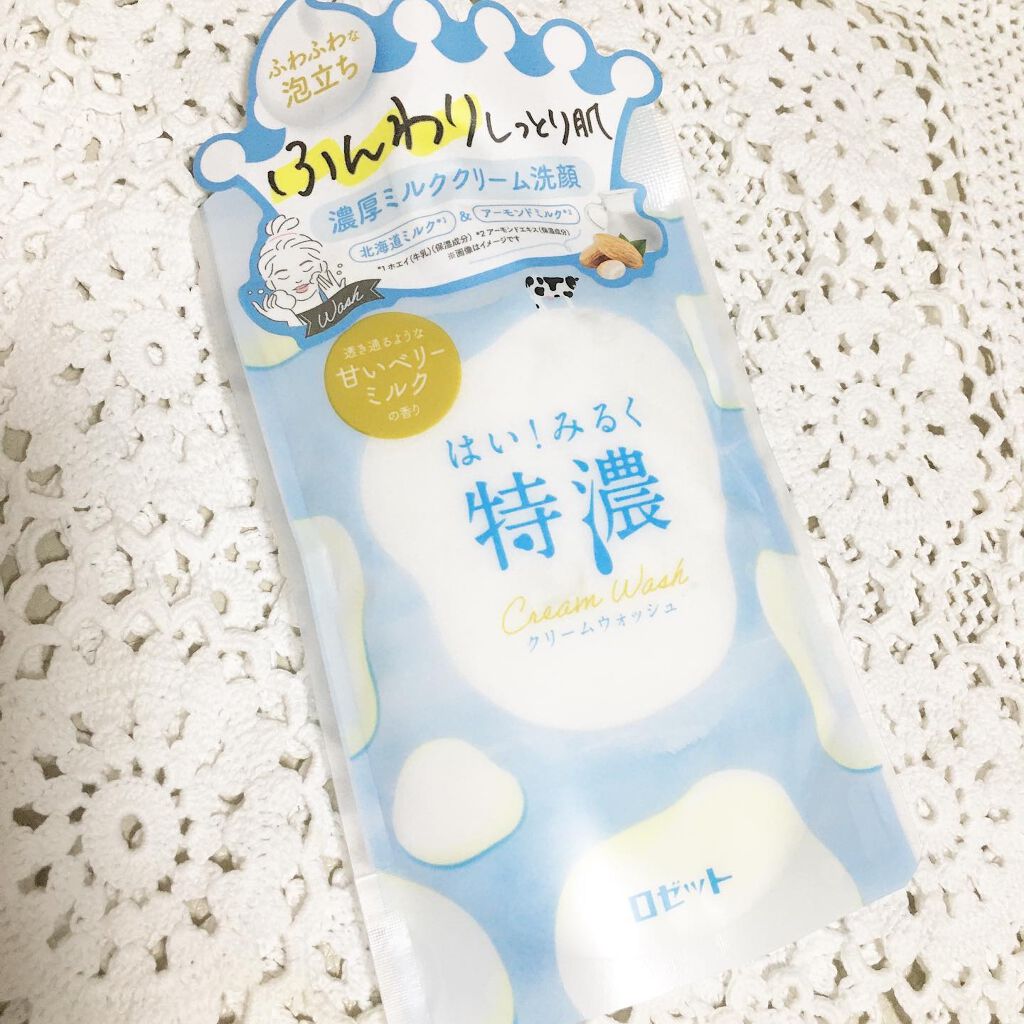 ふわふわな
泡立ち
ふんわりしっとり肌
濃厚ミルククリーム洗顔
北海道ミルク*1 & アーモンドミルク*2
*1 ホエイ(牛乳)(保湿成分) *2 アーモンドエキス(保湿成分)
※画像はイメージです
Wash
透き通るような
甘いベリー
ミルク
の香り
はい!みるく
特濃
Cream Wash
クリームウォッシュ
ロゼット